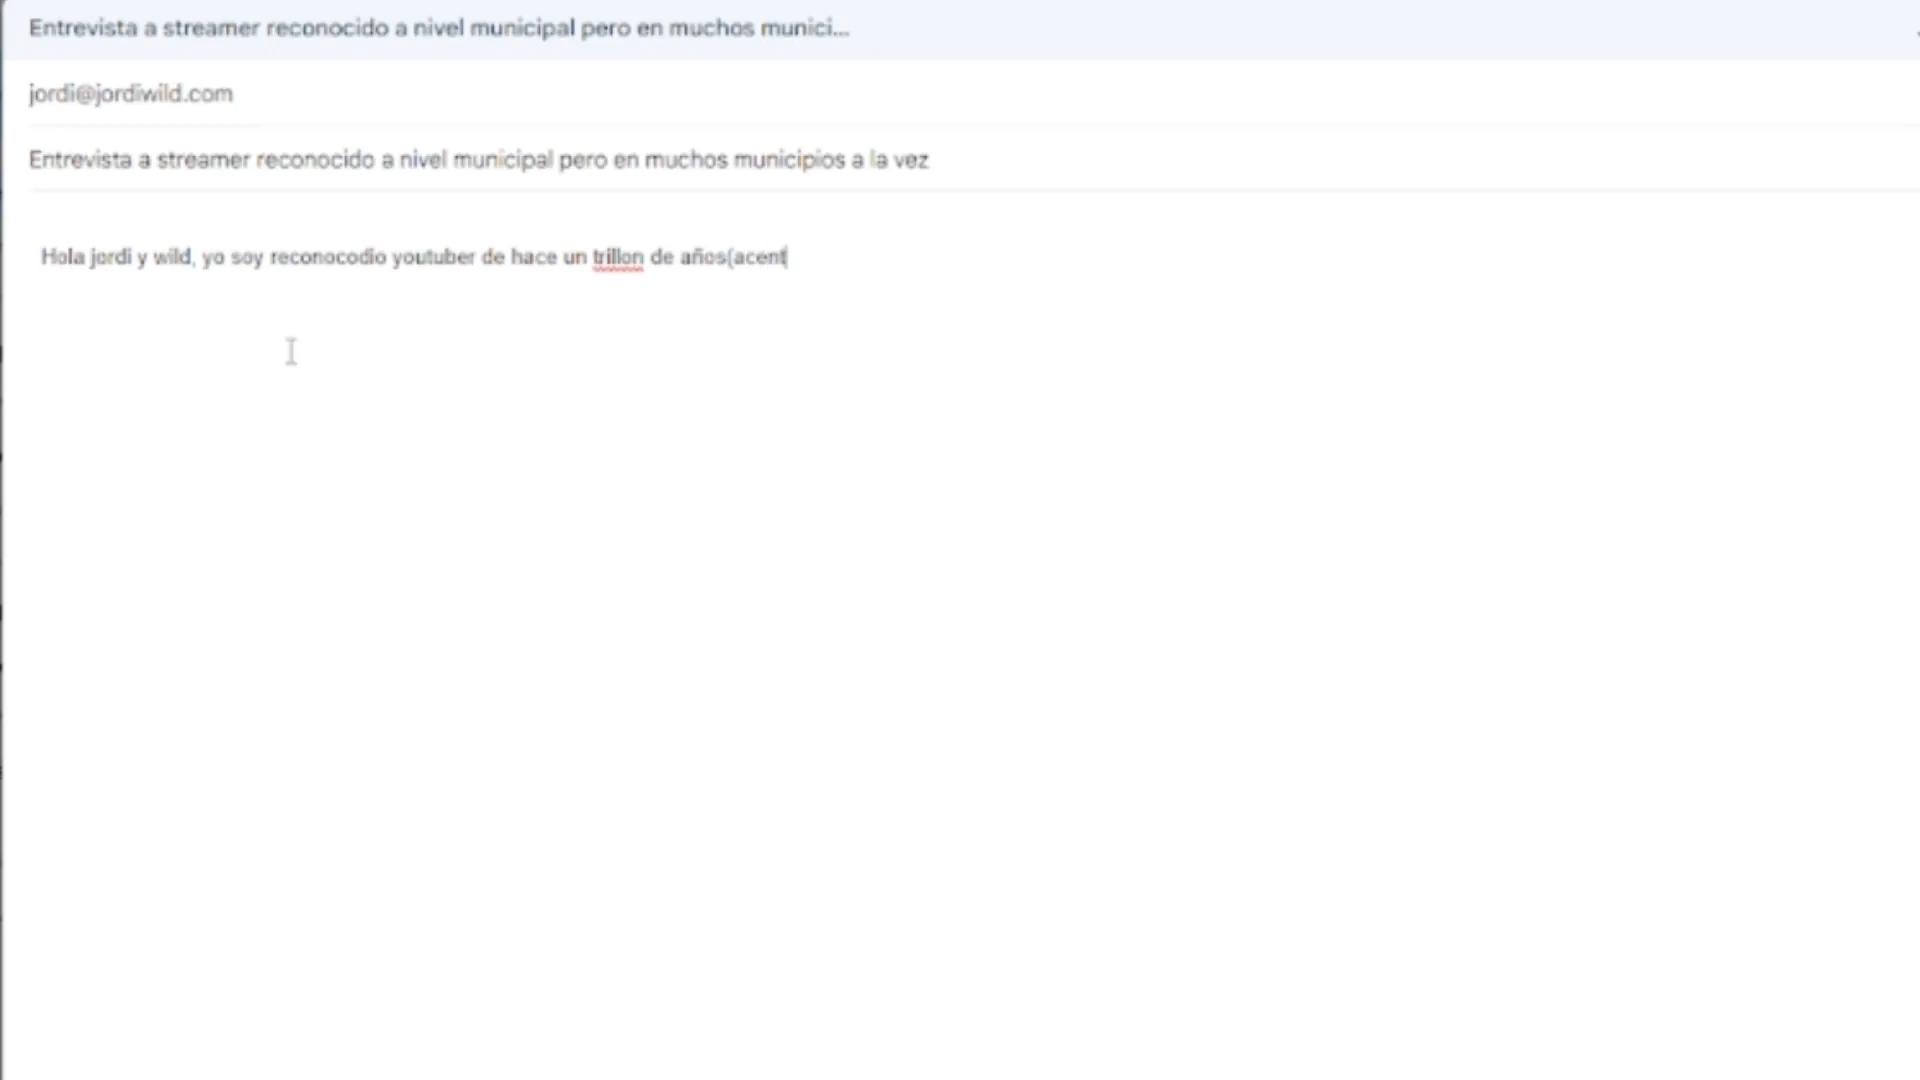 Entrevista a streamer reconocido a nivel municipal pero en muchos munici...
jordi@jordiwild.com
Entrevista a streamer reconocido a nivel municipal pero en muchos municipios a la vez
Hola jordi y wild, yo soy reconocodio youtuber de hace un trillon de años(acent